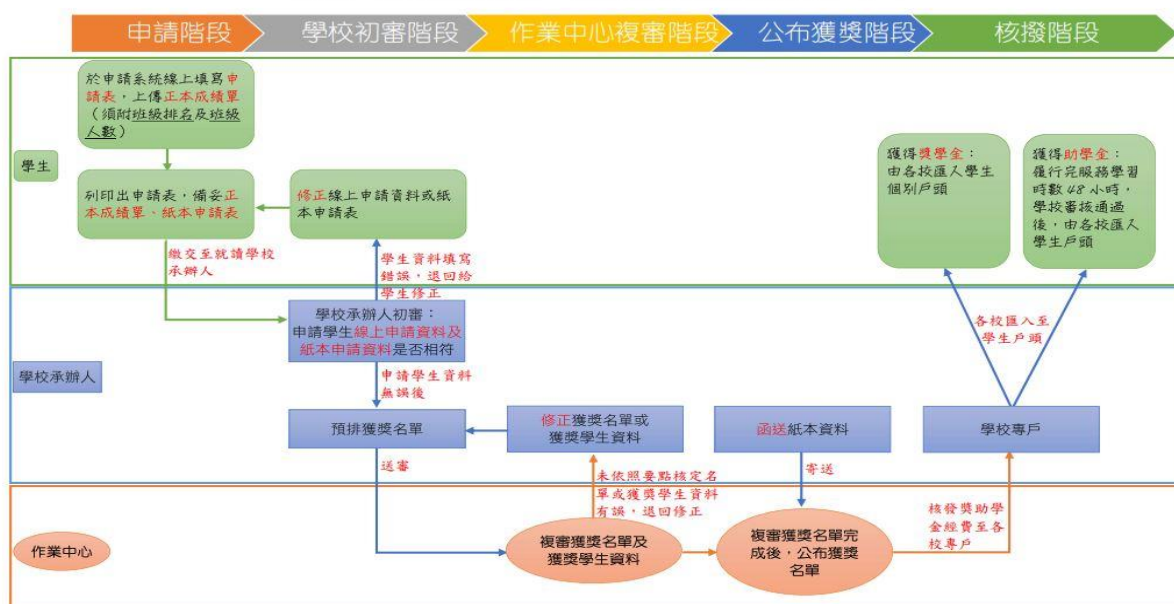 申請階段
學校初審階段
作業中心複審階段
公布獲獎階段
核撥階段
學生
於申請系統線上填寫申
請表,上傳正本成績單
(須附班級排名及班級
人數)
列印出申請表,備妥正
本成績單、紙本申請表
修正線上申請資料或紙
本申請表
獲得獎學金:
由各校匯入學生
個別戶頭
獲得助學金:
履行完服務學習
時數 48 小時,
學校審核通過
後,由各校匯入
學生戶頭
繳交至就讀學校
承辦人
學生資料填寫
錯誤,退回給
學生修正
學校承辦人
學校承辦人初審:
申請學生線上申請資料及
紙本申請資料是否相符
各校匯入至
學生戶頭
申請學生資料
無誤後
預排獲獎名單
修正獲獎名單或
獲獎學生資料
函送紙本資料
學校專戶
送審
未依照要點核定名
單或獲獎學生資料
有誤,退回修正
寄送
核發獎助學
金經費至各
校專戶
作業中心
複審獲獎名單及
獲獎學生資料
複審獲獎名單完
成後,公布獲獎
名單